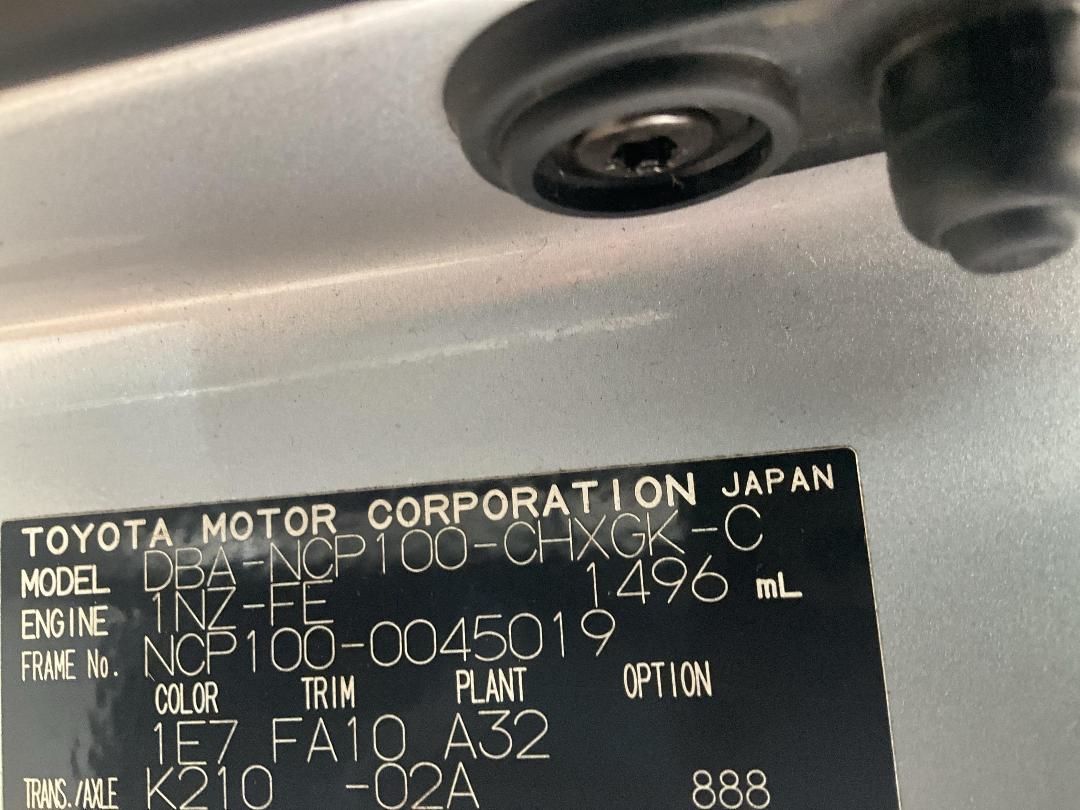 TOYOTA MOTOR CORPORATION JAPAN
MODEL DBA-NCP100-CHXGK-C
ENGINE 1NZ-FE 1496 mL
FRAME No. NCP100-0045019
COLOR TRIM PLANT OPTION
1E7 FA10 A32
TRANS./AXLE K210 -02A 888